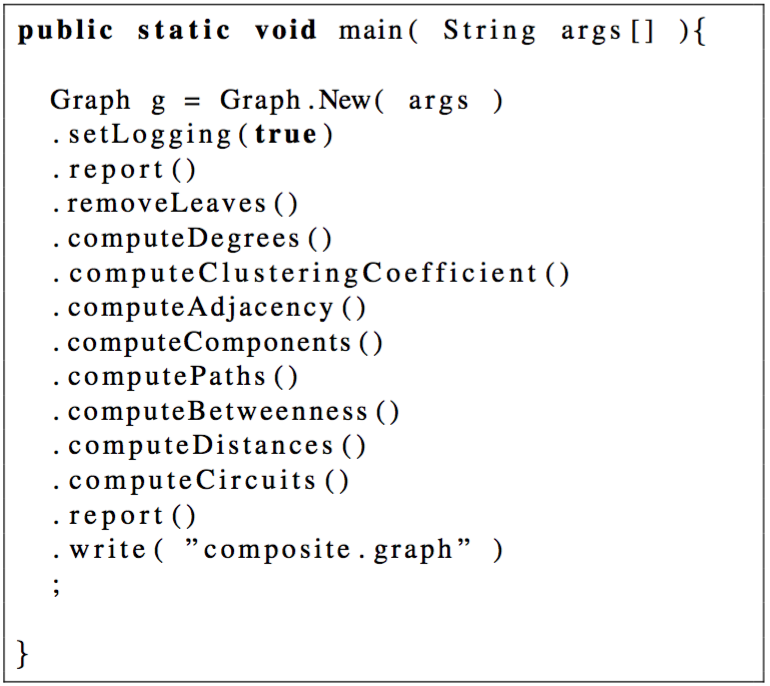 public static void main( String args[] ){
Graph g = Graph.New( args )
.setLogging(true)
.report()
.removeLeaves()
.computeDegrees()
.computeClusteringCoefficient()
.computeAdjacency()
.computeComponents()
.computePaths()
.computeBetweenness()
.computeDistances()
.computeCircuits()
.report()
.write( ”composite.graph” )
;
}